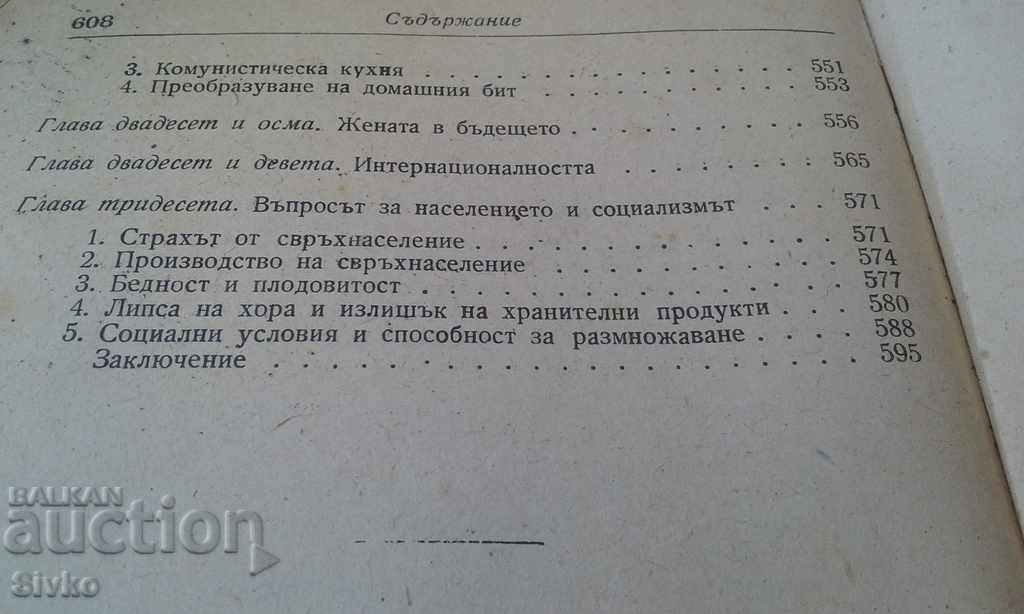 608 Съдържание
3. Комунистическа кухня . . . . . . . . . . . . . . . 551
4. Преобразуване на домашния бит . . . . . . . . . . . 553
Глава двадесет и осма. Жената в бъдещето . . . . . . . . . . . . 556
Глава двадесет и девета. Интернационалността . . . . . . . . 565
Глава тридесета. Въпросът за населението и социализмът . . . 571
1. Страхът от свръхнаселение . . . . . . . . . . . . . . 571
2. Производство на свръхнаселение . . . . . . . . . . . 574
3. Бедност и плодовитост . . . . . . . . . . . . . . . . 577
4. Липса на хора и излишък на хранителни продукти . . . 580
5. Социални условия и способност за размножаване . . . . 588
Заключение . . . . . . . . . . . . . . . . . . . . 595
BALKAN
auction
Sivko